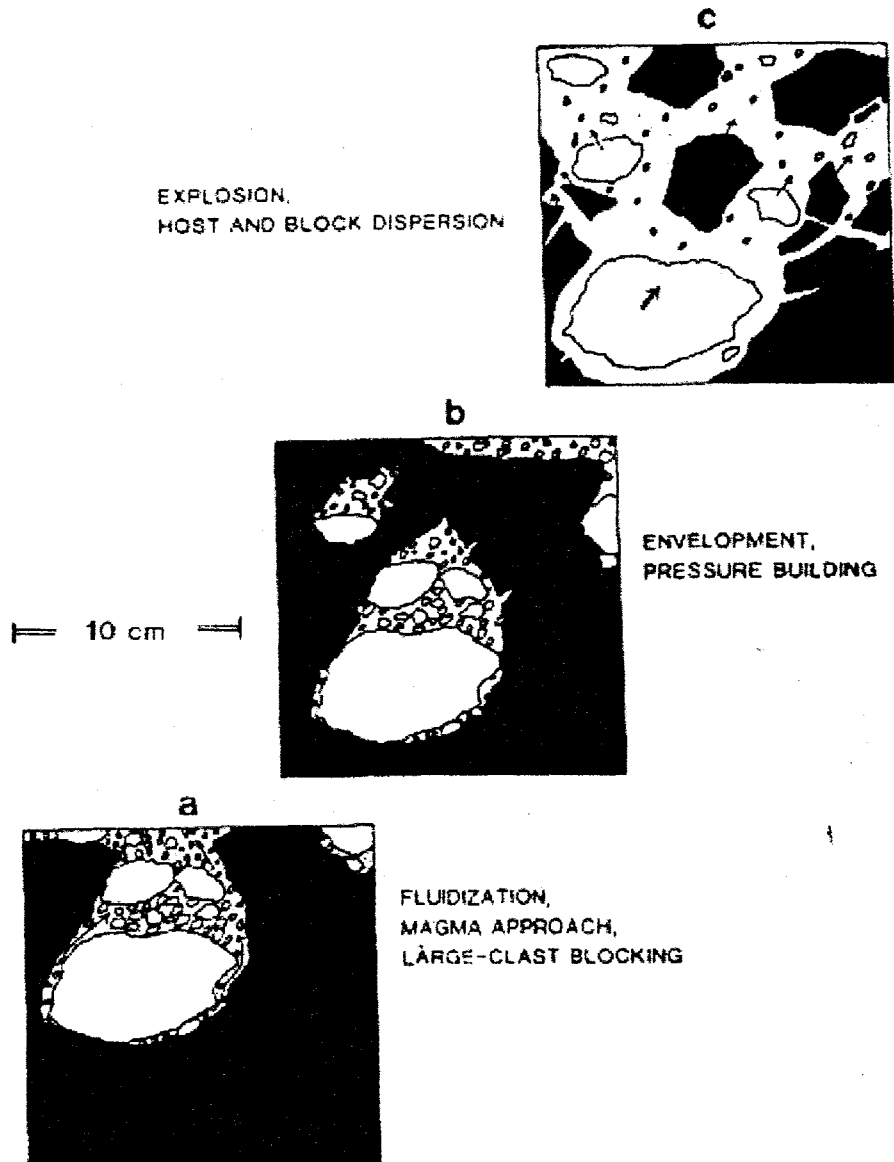 c
EXPLOSION,
HOST AND BLOCK DISPERSION
b
ENVELOPMENT,
PRESSURE BUILDING
10 cm
a
FLUIDIZATION,
MAGMA APPROACH,
LARGE-CLAST BLOCKING